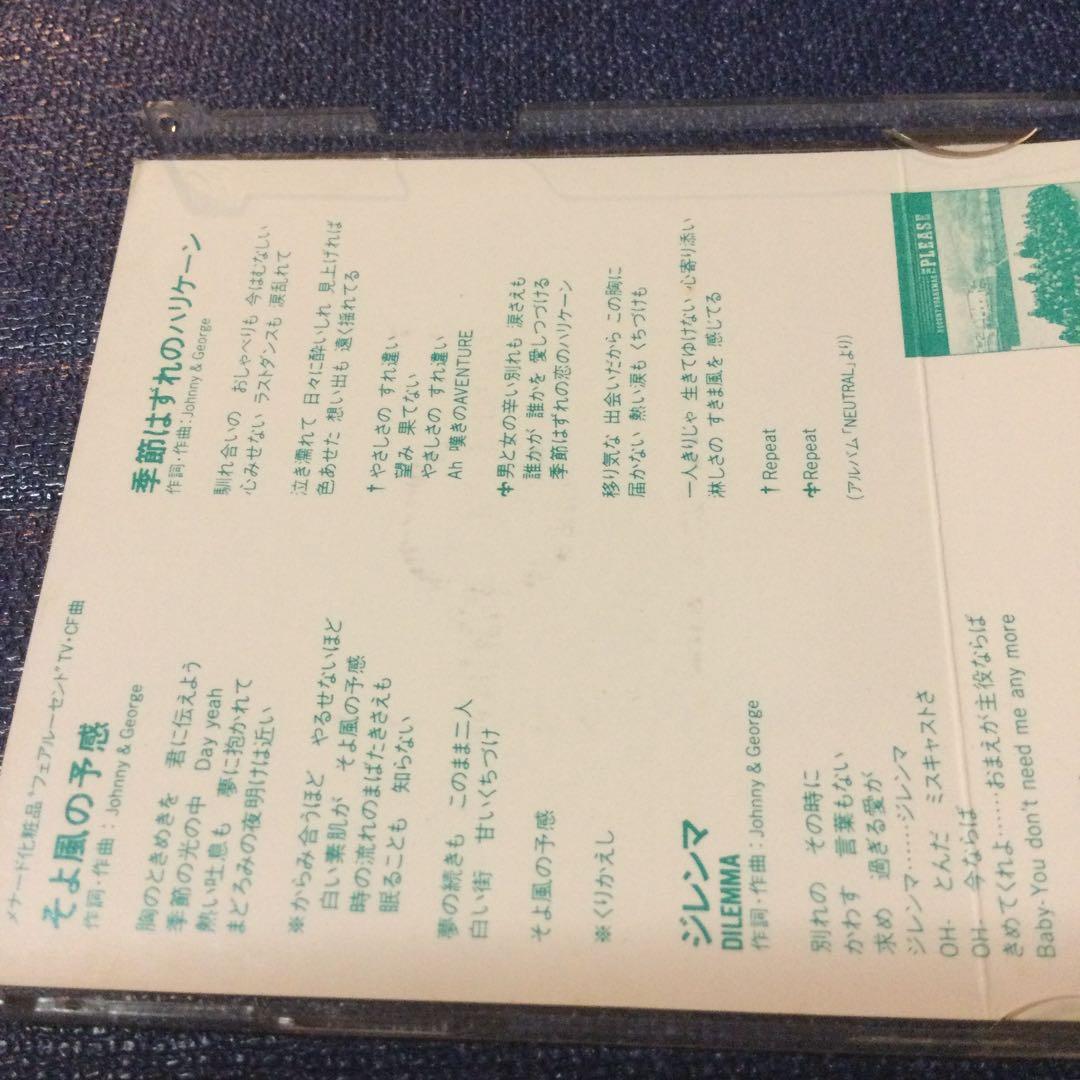 メナード化粧品“フェアルーセント”TV・CF曲
そよ風の予感
作詞・作曲：Johnny & George
胸のときめきを 君に伝えよう
季節の光の中 Day yeah
熱い吐息も 夢に抱かれて
まどろみの夜明けは近い
※からみ合うほど やるせないほど
白い素肌が そよ風の予感
時の流れのまばたきさえも
眠ることも 知らない
夢の続きも このまま二人
白い街 甘いくちづけ
そよ風の予感
※くりかえし
ジレンマ
DILEMMA
作詞・作曲：Johnny & George
別れの その時に
かわす 言葉もない
求め 過ぎる愛が
ジレンマ……ジレンマ
OH- とんだ ミスキャストさ
OH- 今ならば
きめてくれよ……おまえが主役ならば
Baby-You don't need me any more
季節はずれのハリケーン
作詞・作曲：Johnny & George
馴れ合いの おしゃべりも 今はむなしい
心みせない ラストダンスも 涙乱れて
泣き濡れて 日々に酔いしれ 見上げれば
色あせた 想い出も 遠く揺れてる
†やさしさの すれ違い
望み 果てない
やさしさの すれ違い
Ah 嘆きのAVENTURE
✥男と女の辛い別れも 涙さえも
誰かが 誰かを 愛しつづける
季節はずれの恋のハリケーン
移り気な 出会いだから この胸に
届かない 熱い涙も くちづけも
一人きりじゃ 生きてゆけない 心寄り添い
淋しさの すきま風を 感じてる
†Repeat
✥Repeat
(アルバム「NEUTRAL」より)
PLEASE